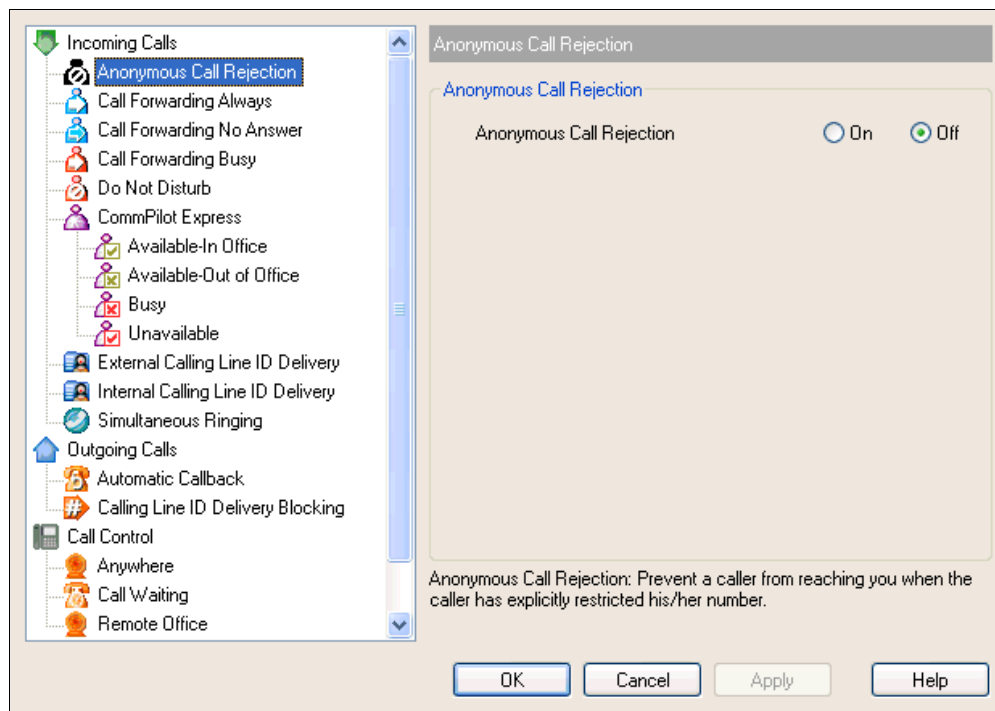 Incoming Calls
Anonymous Call Rejection
Call Forwarding Always
Call Forwarding No Answer
Call Forwarding Busy
Do Not Disturb
CommPilot Express
Available-In Office
Available-Out of Office
Busy
Unavailable
External Calling Line ID Delivery
Internal Calling Line ID Delivery
Simultaneous Ringing
Outgoing Calls
Automatic Callback
Calling Line ID Delivery Blocking
Call Control
Anywhere
Call Waiting
Remote Office
Anonymous Call Rejection
Anonymous Call Rejection
Anonymous Call Rejection On Off
Anonymous Call Rejection: Prevent a caller from reaching you when the
caller has explicitly restricted his/her number.
OK Cancel Apply Help